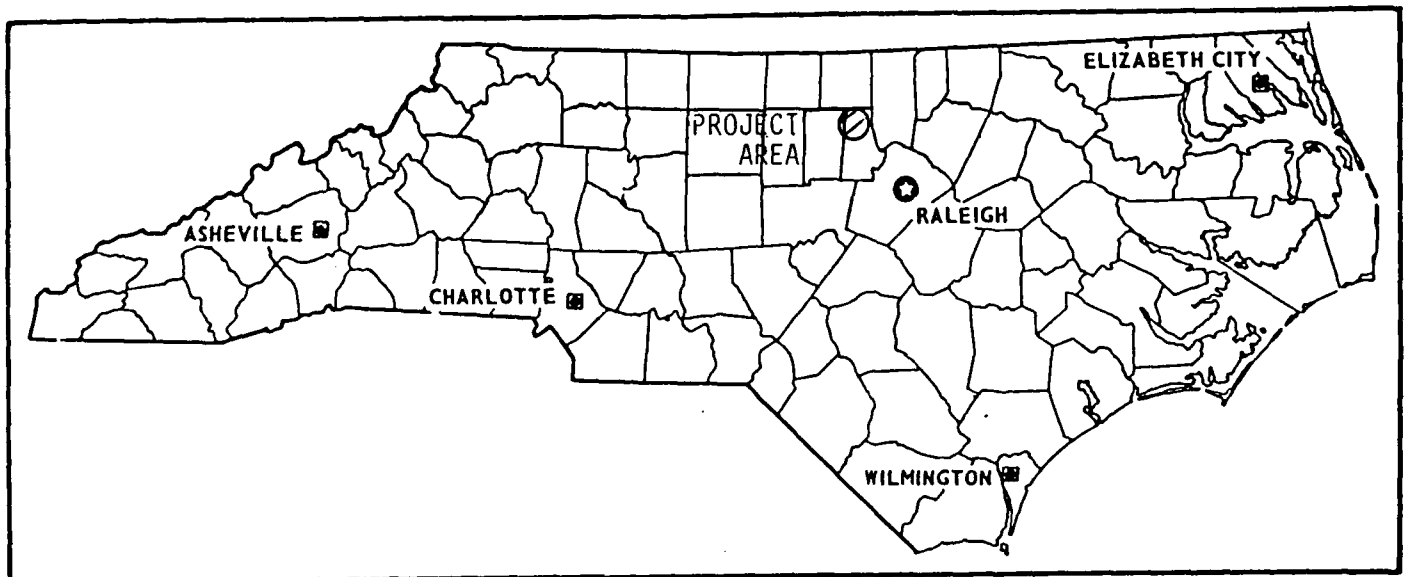 ELIZABETH CITY
PROJECT
AREA
RALEIGH
ASHEVILLE
CHARLOTTE
WILMINGTON